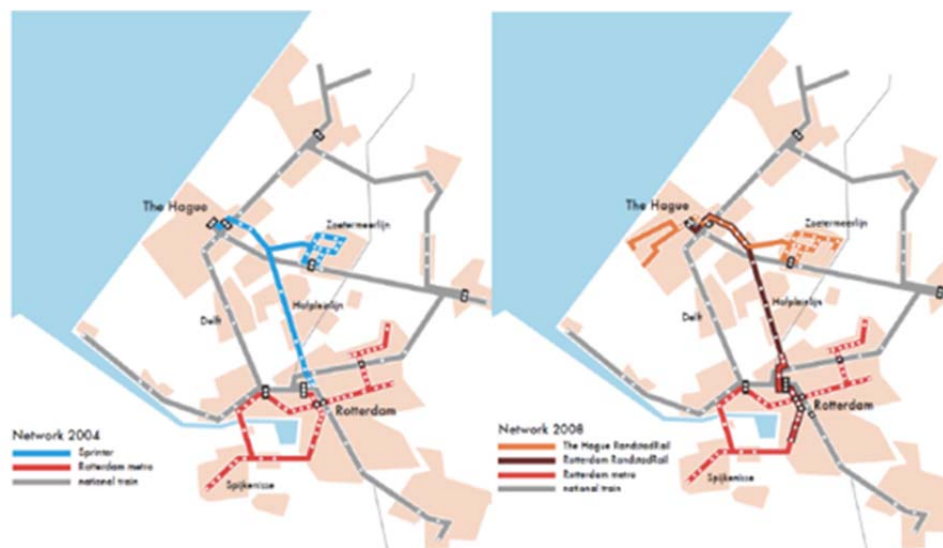 The Hague
Zoetermeerlijn
Hofpleinlijn
Delft
Rotterdam
Network 2004
Sprinter
Rotterdam metro
national train
Spijkenisse
The Hague
Zoetermeerlijn
Hofpleinlijn
Delft
Rotterdam
Network 2008
The Hague RandstadRail
Rotterdam RandstadRail
Rotterdam metro
national train
Spijkenisse